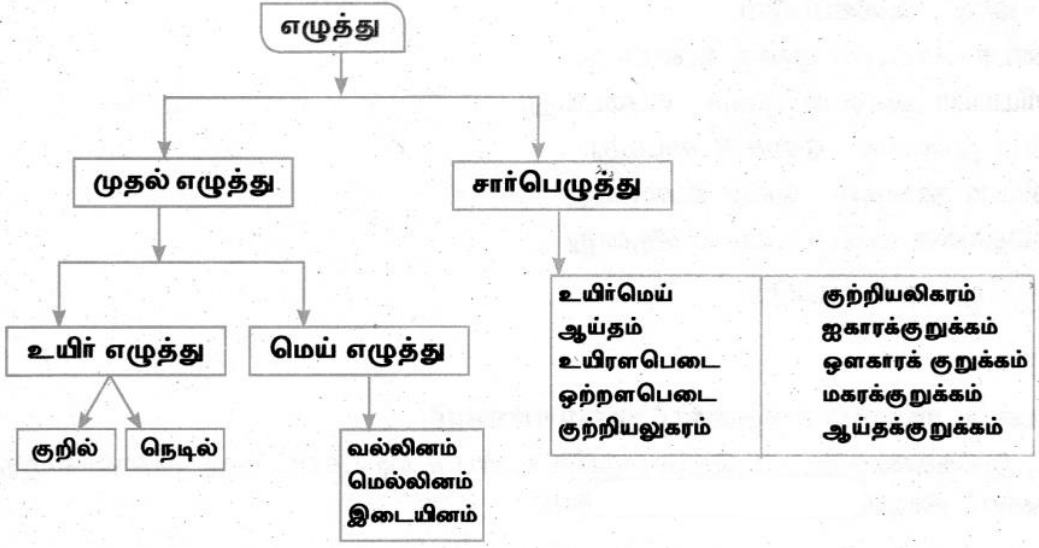 எழுத்து
முதல் எழுத்து
சார்பெழுத்து
உயிர் எழுத்து
மெய் எழுத்து
குறில்
நெடில்
வல்லினம்
மெல்லினம்
இடையினம்
உயிர்மெய்
ஆய்தம்
உயிரளபெடை
ஒற்றளபெடை
குற்றியலுகரம்
குற்றியலிகரம்
ஐகாரக்குறுக்கம்
ஔகாரக் குறுக்கம்
மகரக்குறுக்கம்
ஆய்தக்குறுக்கம்